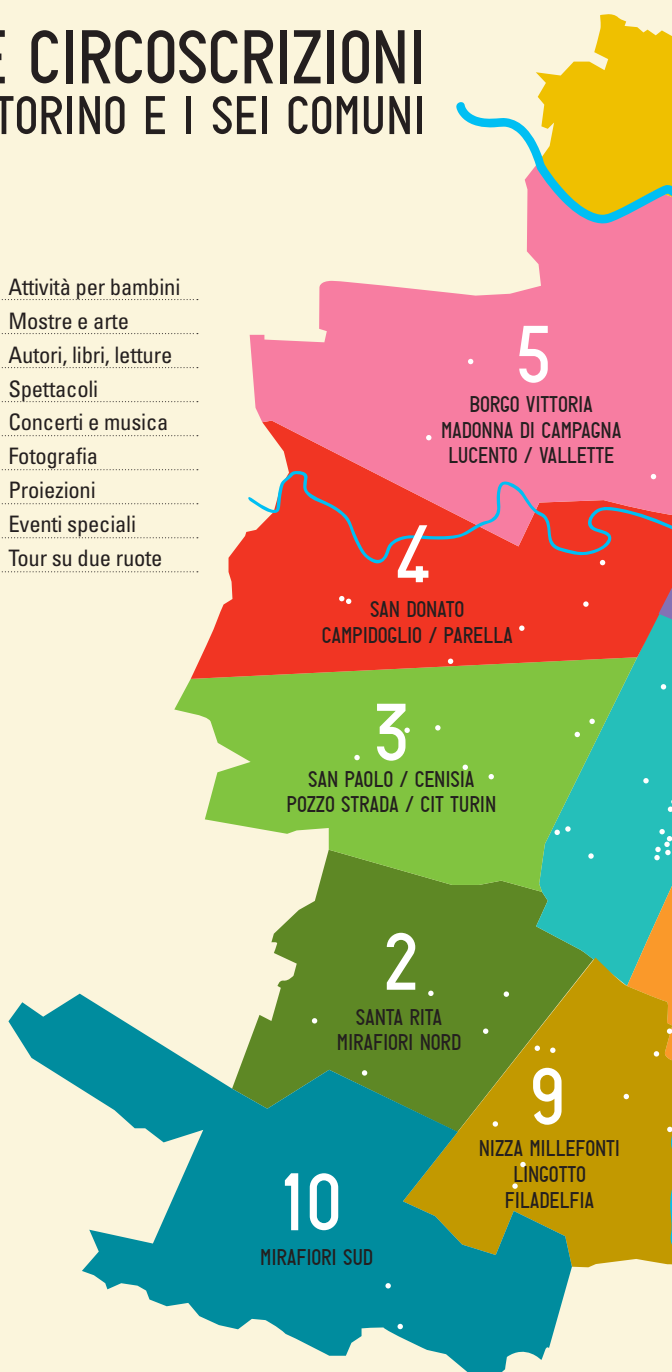 E CIRCOSCRIZIONI
TORINO E I SEI COMUNI
Attività per bambini
Mostre e arte
Autori, libri, letture
Spettacoli
Concerti e musica
Fotografia
Proiezioni
Eventi speciali
Tour su due ruote
5
BORGO VITTORIA
MADONNA DI CAMPAGNA
LUCENTO / VALLETTE
4
SAN DONATO
CAMPIDOGLIO / PARELLA
3
SAN PAOLO / CENISIA
POZZO STRADA / CIT TURIN
2
SANTA RITA
MIRAFIORI NORD
9
NIZZA MILLEFONTI
LINGOTTO
FILADELFIA
10
MIRAFIORI SUD